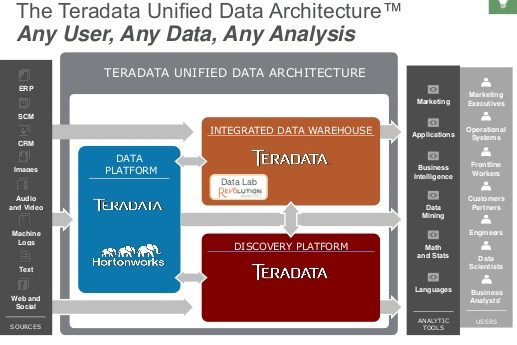 The Teradata Unified Data Architecture™
Any User, Any Data, Any Analysis
TERADATA UNIFIED DATA ARCHITECTURE
ERP
SCM
CRM
Images
Audio
and Video
Machine
Logs
Text
Web and
Social
SOURCES
DATA
PLATFORM
TERADATA
Hortonworks
INTEGRATED DATA WAREHOUSE
TERADATA
Data Lab
REVOLUTION
DISCOVERY PLATFORM
TERADATA
Marketing
Applications
Business
Intelligence
Data
Mining
Math
and Stats
Languages
ANALYTIC
TOOLS
Marketing
Executives
Operational
Systems
Frontline
Workers
Customers
Partners
Engineers
Data
Scientists
Business
Analysts'
USERS